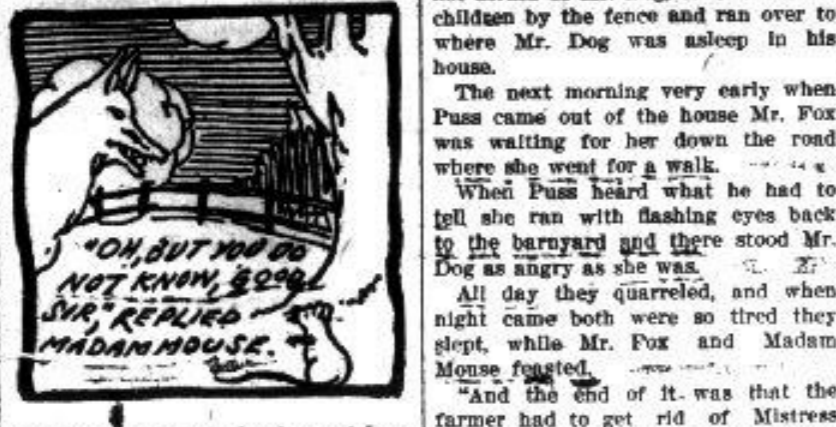 "OH, BUT YOU DO
NOT KNOW, GOOD
SIR," REPLIED
MADAM MOUSE.
childeen by the fence and ran over to
where Mr. Dog was asleep in his
house.
The next morning very early when
Puss came out of the house Mr. Fox
was waiting for her down the road
where she went for a walk.
When Puss heard what he had to
tell she ran with flashing eyes back
to the barnyard and there stood Mr.
Dog as angry as she was.
All day they quarreled, and when
night came both were so tired they
slept, while Mr. Fox and Madam
Mouse feasted.
"And the end of it was that the
farmer had to get rid of Mistress